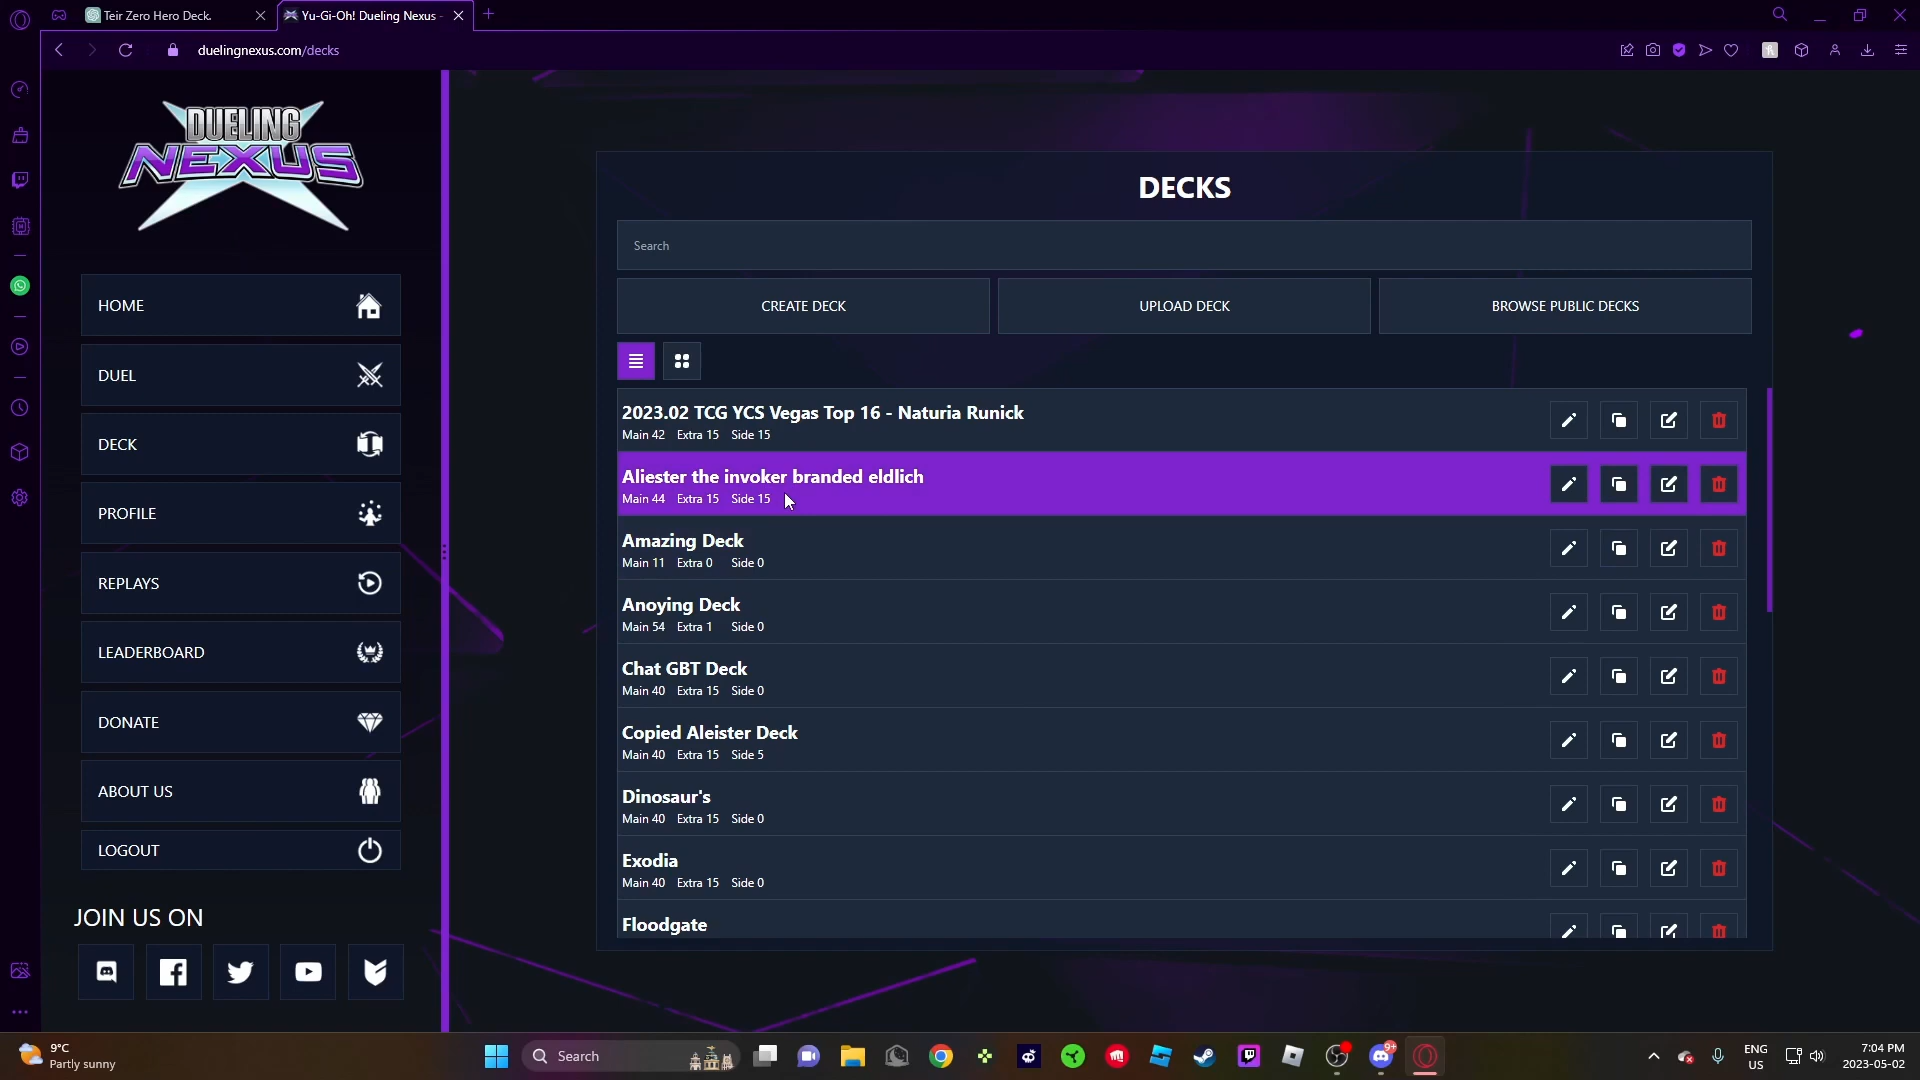 Teir Zero Hero Deck.
Yu-Gi-Oh! Dueling Nexus -
duelingnexus.com/decks
DUELING
NEXUS
HOME
DUEL
DECK
PROFILE
REPLAYS
LEADERBOARD
DONATE
ABOUT US
LOGOUT
JOIN US ON
DECKS
Search
CREATE DECK
UPLOAD DECK
BROWSE PUBLIC DECKS
2023.02 TCG YCS Vegas Top 16 - Naturia Runick
Main 42 Extra 15 Side 15
Aliester the invoker branded eldlich
Main 44 Extra 15 Side 15
Amazing Deck
Main 11 Extra 0 Side 0
Anoying Deck
Main 54 Extra 1 Side 0
Chat GBT Deck
Main 40 Extra 15 Side 0
Copied Aleister Deck
Main 40 Extra 15 Side 5
Dinosaur's
Main 40 Extra 15 Side 0
Exodia
Main 40 Extra 15 Side 0
Floodgate
9°C
Partly sunny
Search
9+
ENG
US
7:04 PM
2023-05-02